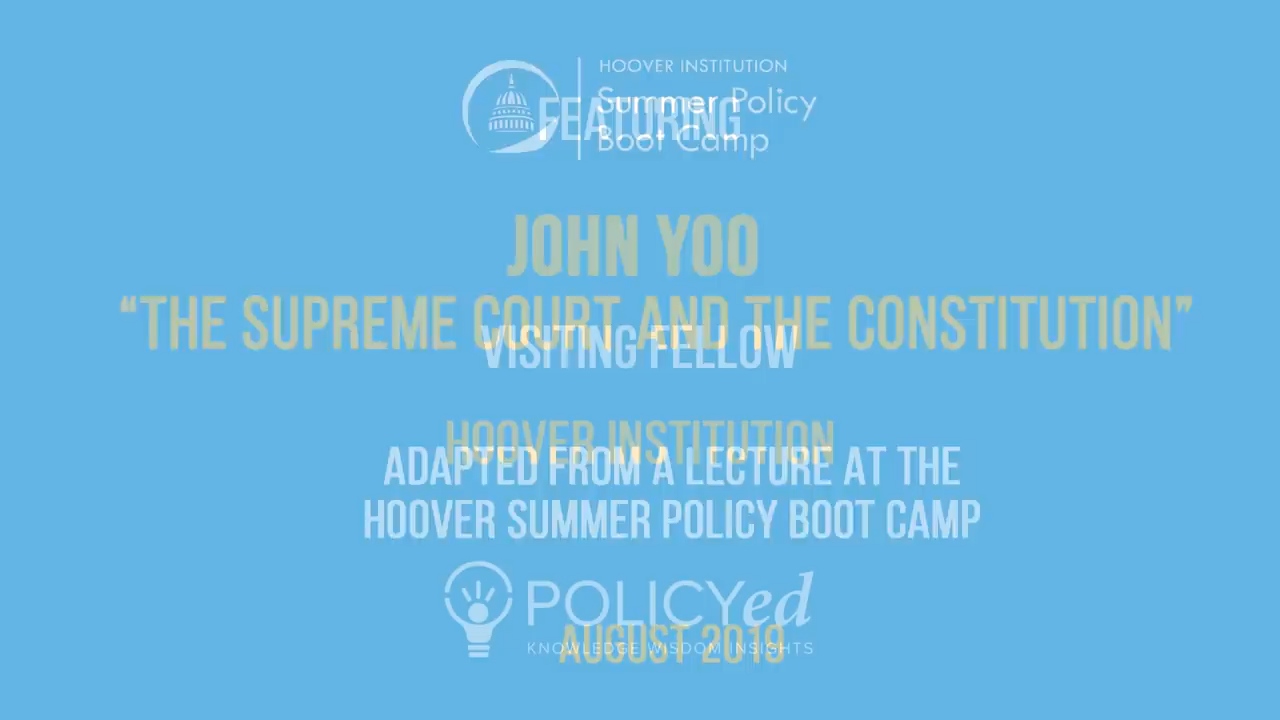 HOOVER INSTITUTION
Summer Policy
Boot Camp
FEATURING
JOHN YOO
“THE SUPREME COURT AND THE CONSTITUTION”
VISITING FELLOW
HOOVER INSTITUTION
ADAPTED FROM A LECTURE AT THE
HOOVER SUMMER POLICY BOOT CAMP
POLICYed
KNOWLEDGE WISDOM INSIGHTS
AUGUST 2019